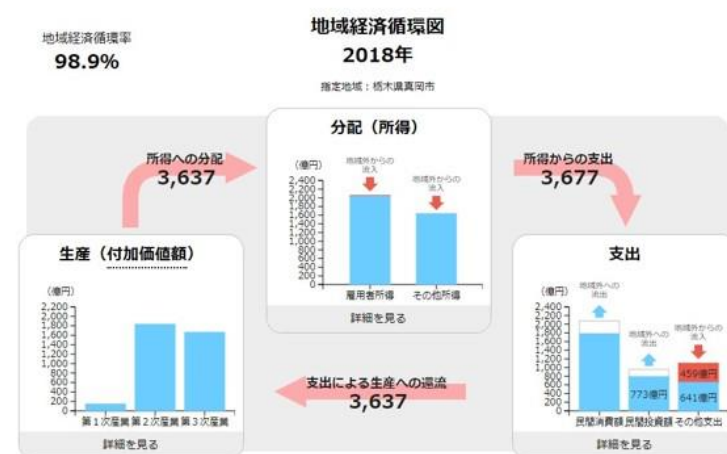 地域経済循環図
2018年
地域経済循環率
98.9%
指定地域：栃木県真岡市
分配（所得）
所得への分配
3,637
所得からの支出
3,677
（億円）
地域外からの
流入
地域外からの
流入
2,400
2,200
2,000
1,800
1,600
1,400
1,200
1,000
800
600
400
200
0
雇用者所得
その他所得
詳細を見る
生産（付加価値額）
（億円）
2,400
2,200
2,000
1,800
1,600
1,400
1,200
1,000
800
600
400
200
0
第１次産業
第２次産業
第３次産業
詳細を見る
支出
（億円）
地域外への
流出
地域外への
流出
地域外からの
流入
2,400
2,200
2,000
1,800
1,600
1,400
1,200
1,000
800
600
400
200
0
773億円
459億円
641億円
民間消費額
民間投資額
その他支出
詳細を見る
支出による生産への還流
3,637